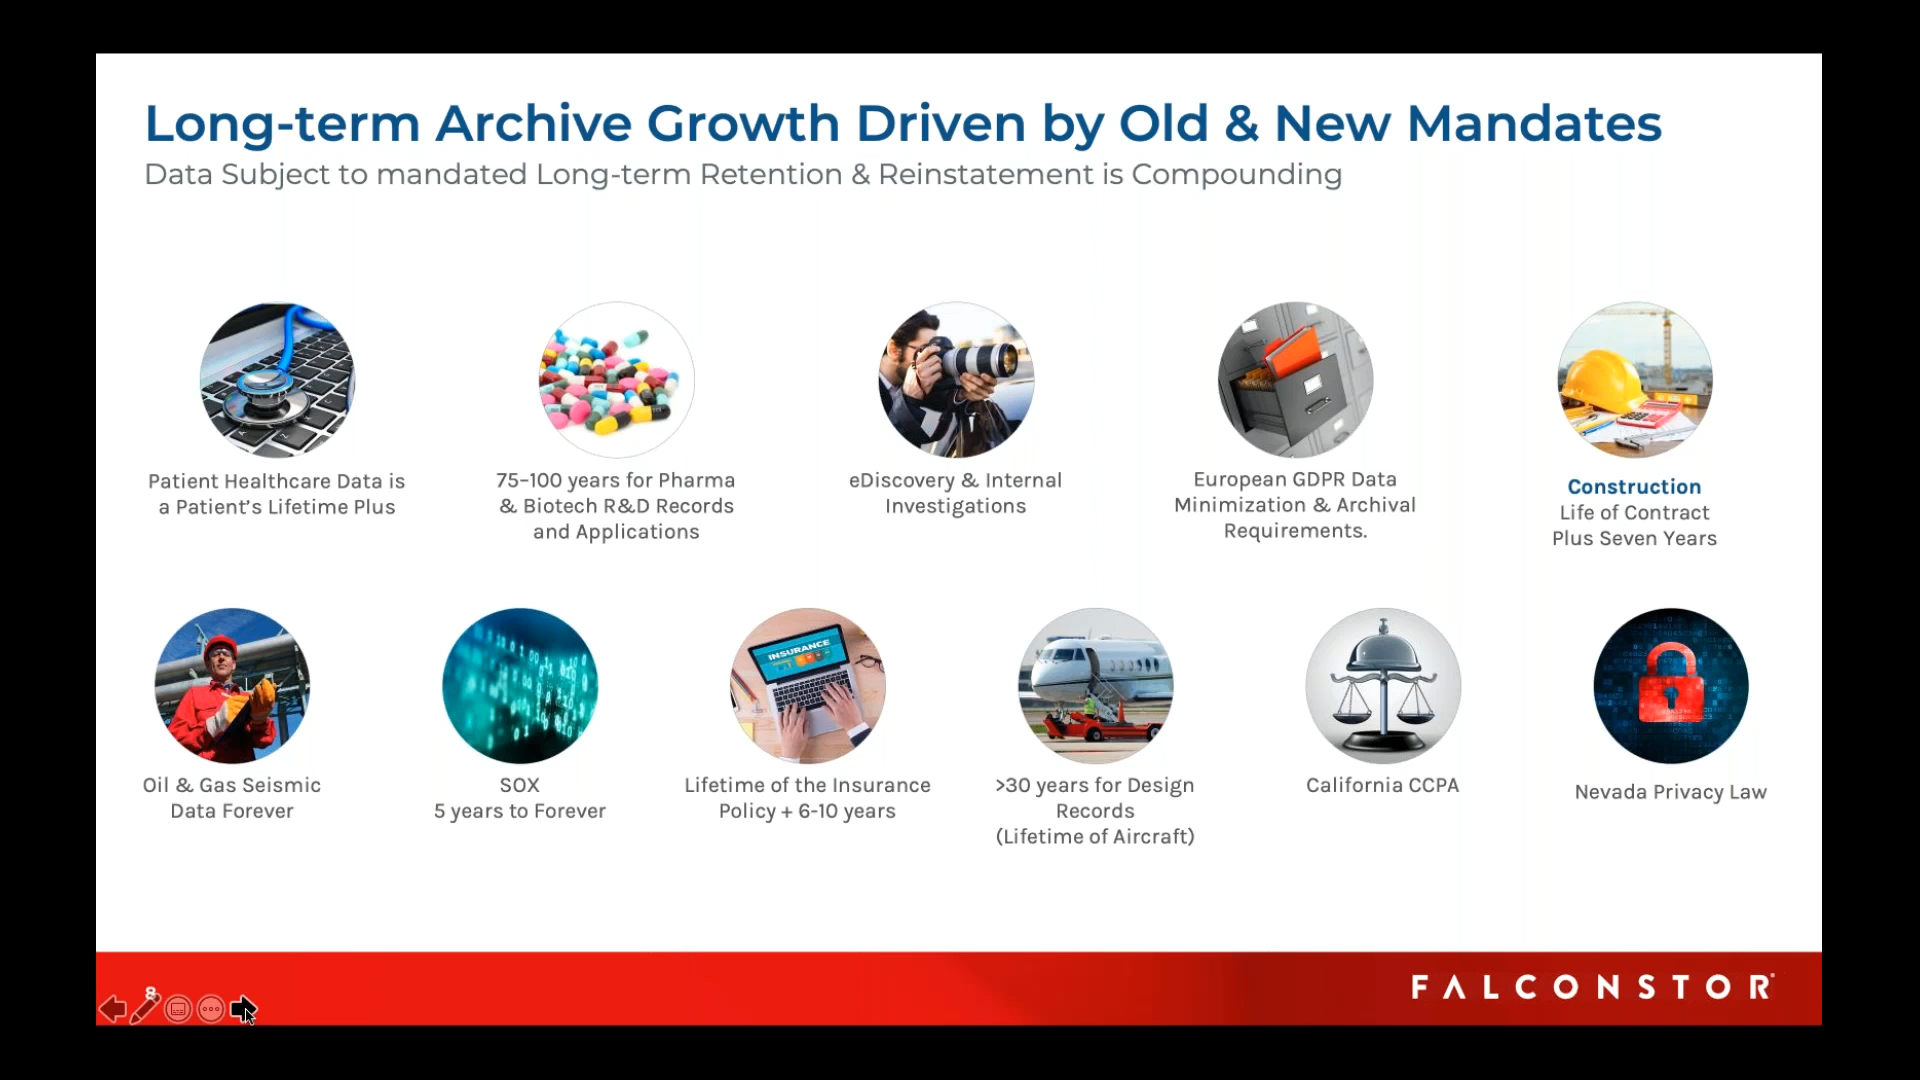 Long-term Archive Growth Driven by Old & New Mandates
Data Subject to mandated Long-term Retention & Reinstatement is Compounding
Patient Healthcare Data is
a Patient's Lifetime Plus
75–100 years for Pharma
& Biotech R&D Records
and Applications
eDiscovery & Internal
Investigations
European GDPR Data
Minimization & Archival
Requirements.
Construction
Life of Contract
Plus Seven Years
INSURANCE
Oil & Gas Seismic
Data Forever
SOX
5 years to Forever
Lifetime of the Insurance
Policy + 6-10 years
>30 years for Design
Records
(Lifetime of Aircraft)
California CCPA
Nevada Privacy Law
8
FALCONSTOR